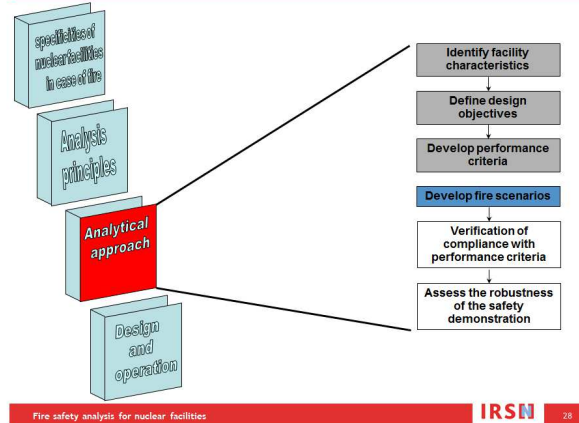 specificities of
nuclear facilities
in case of fire
Analysis
principles
Analytical
approach
Design
and
operation
Identify facility
characteristics
Define design
objectives
Develop performance
criteria
Develop fire scenarios
Verification of
compliance with
performance criteria
Assess the robustness
of the safety
demonstration
Fire safety analysis for nuclear facilities
IRSN
28